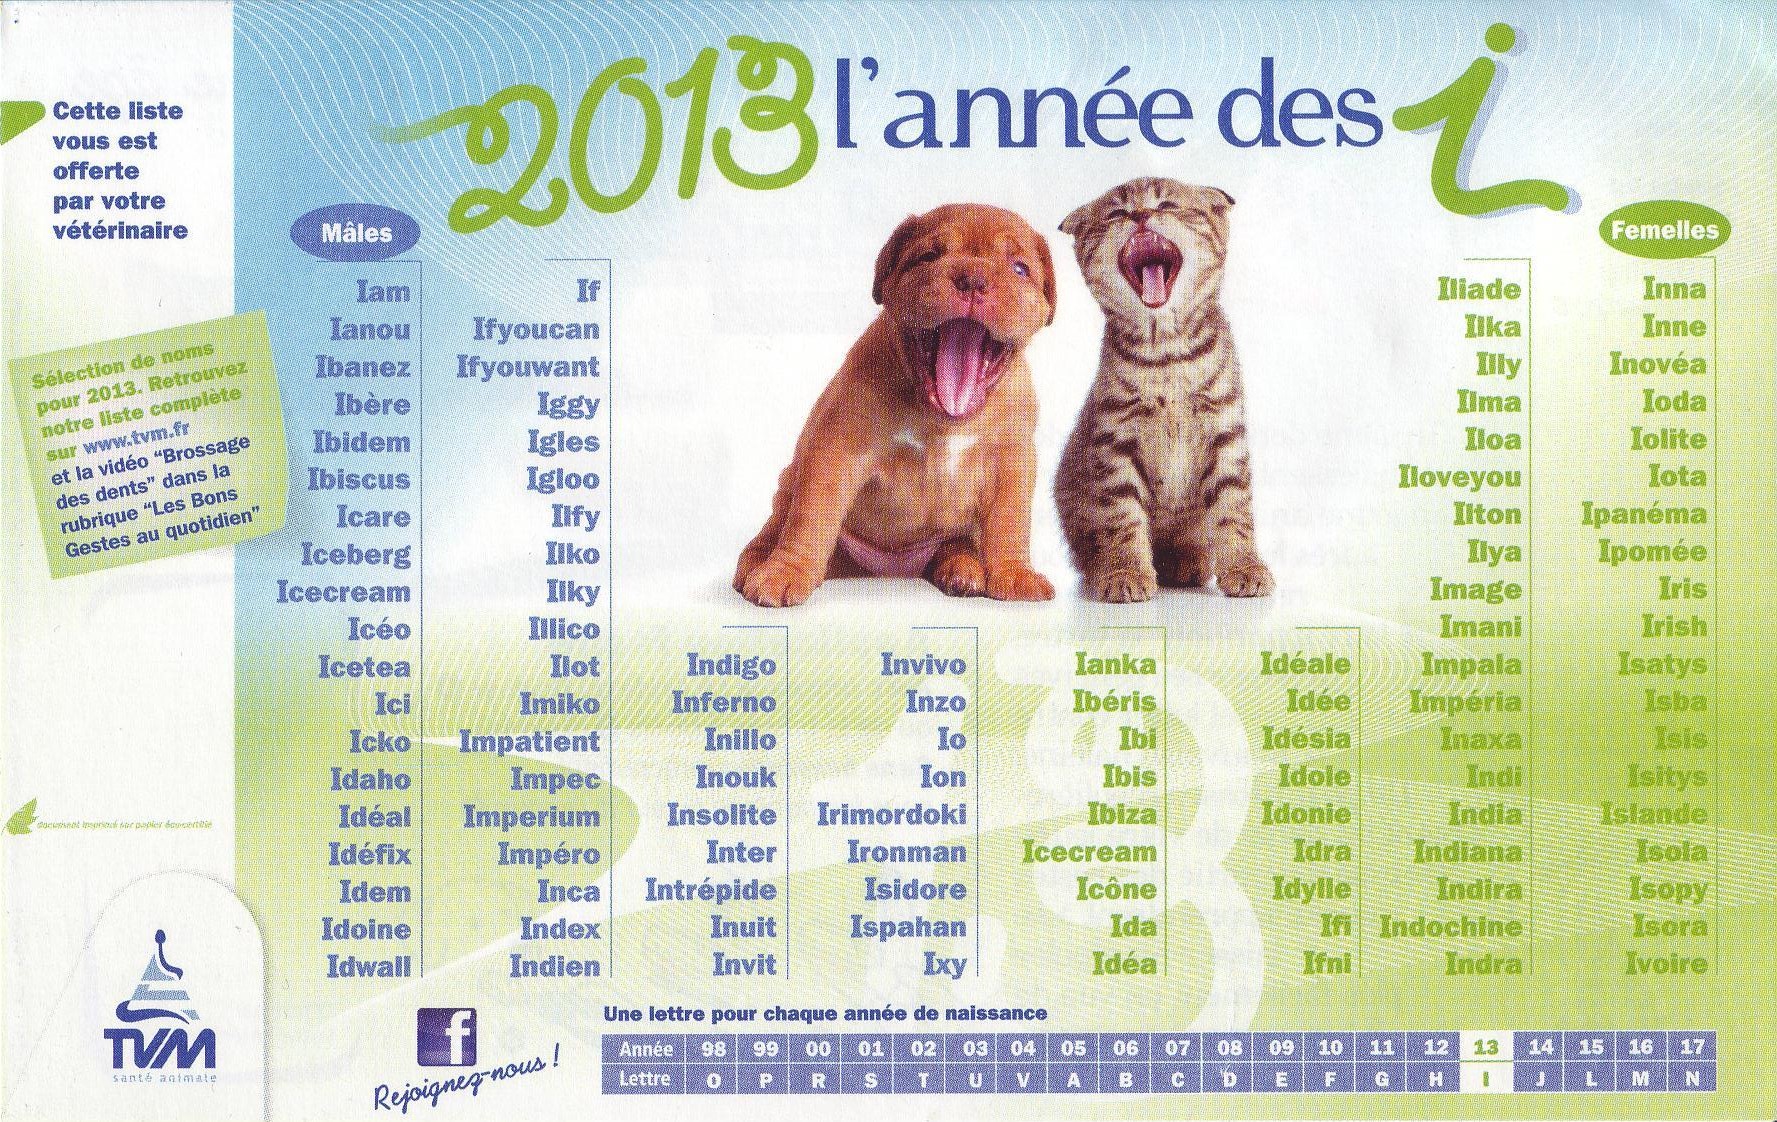 2013 l'année des i
Cette liste
vous est
offerte
par votre
vétérinaire
Sélection de noms
pour 2013. Retrouvez
notre liste complète
sur www.tvm.fr
et la vidéo "Brossage
des dents" dans la
rubrique "Les Bons
Gestes au quotidien"
document imprimé sur papier éco-certifié
TVM
santé animale
Mâles
Iam
Ianou
Ibanez
Ibère
Ibidem
Ibiscus
Icare
Iceberg
Icecream
Icéo
Icetea
Ici
Icko
Idaho
Idéal
Idéfix
Idem
Idoine
Idwall
If
Ifyoucan
Ifyouwant
Iggy
Igles
Igloo
Ilfy
Ilko
Ilky
Illico
Ilot
Imiko
Impatient
Impec
Imperium
Impéro
Inca
Index
Indien
Indigo
Inferno
Inillo
Inouk
Insolite
Inter
Intrépide
Inuit
Invit
Invivo
Inzo
Io
Ion
Irimordoki
Ironman
Isidore
Ispahan
Ixy
Femelles
Ianka
Ibéris
Ibi
Ibis
Ibiza
Icecream
Icône
Ida
Idéa
Idéale
Idée
Idésia
Idole
Idonie
Idra
Idylle
Ifi
Ifni
Iliade
Ilka
Illy
Ilma
Iloa
Iloveyou
Ilton
Ilya
Image
Imani
Impala
Impéria
Inaxa
Indi
India
Indiana
Indira
Indochine
Indra
Inna
Inne
Inovéa
Ioda
Iolite
Iota
Ipanéma
Ipomée
Iris
Irish
Isatys
Isba
Isis
Isitys
Islande
Isola
Isopy
Isora
Ivoire
f
Rejoignez-nous !
Une lettre pour chaque année de naissance
Année 98 99 00 01 02 03 04 05 06 07 08 09 10 11 12 13 14 15 16 17
Lettre O P R S T U V A B C D E F G H I J L M N